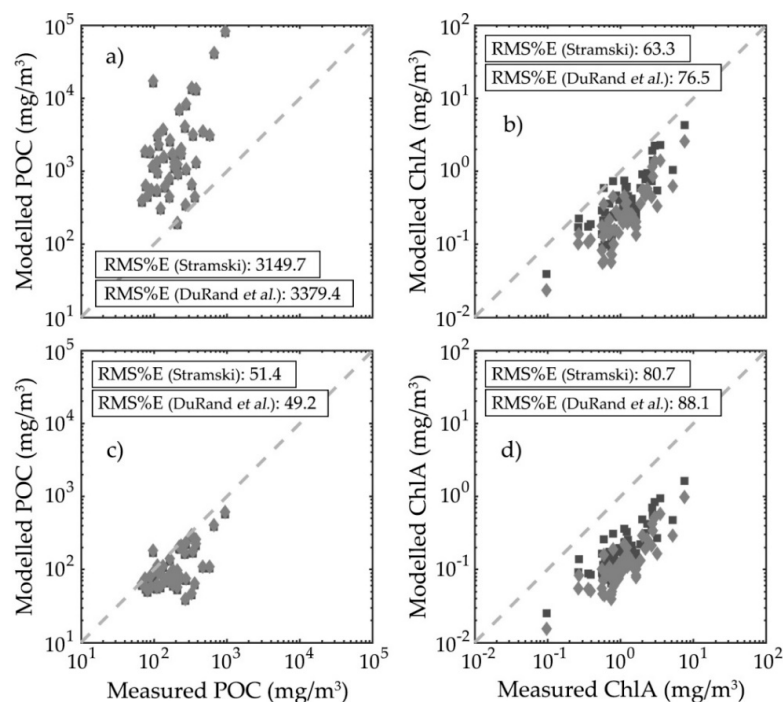 10^5
10^4
10^3
10^2
10^1
Modelled POC (mg/m^3)
a)
RMS%E (Stramski): 3149.7
RMS%E (DuRand et al.): 3379.4
10^2
10^1
10^0
10^-1
10^-2
Modelled ChlA (mg/m^3)
RMS%E (Stramski): 63.3
RMS%E (DuRand et al.): 76.5
b)
10^5
10^4
10^3
10^2
10^1
Modelled POC (mg/m^3)
RMS%E (Stramski): 51.4
RMS%E (DuRand et al.): 49.2
c)
10^1 10^2 10^3 10^4 10^5
Measured POC (mg/m^3)
10^2
10^1
10^0
10^-1
10^-2
Modelled ChlA (mg/m^3)
RMS%E (Stramski): 80.7
RMS%E (DuRand et al.): 88.1
d)
10^-2 10^-1 10^0 10^1 10^2
Measured ChlA (mg/m^3)